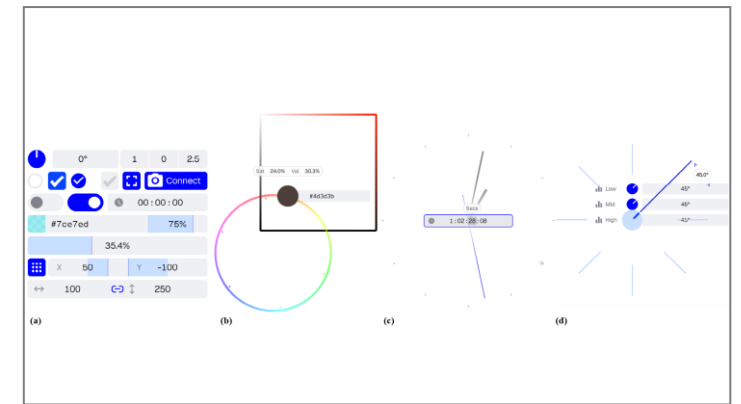 0° 1 0 2.5
Connect
00:00:00
#7ce7ed 75%
35.4%
X 50 Y -100
100 250
(a)
Sat 24.0% Val 30.3%
#4d3d3b
(b)
Secs
1:02:28:08
(c)
45.0°
Low 45°
Mid 45°
High -45°
(d)